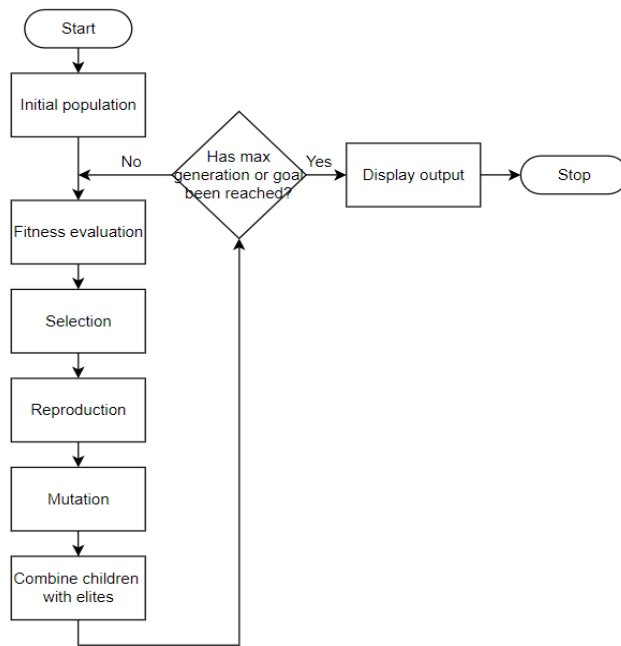 Start
Initial population
No
Has max
generation or goal
been reached?
Yes
Display output
Stop
Fitness evaluation
Selection
Reproduction
Mutation
Combine children
with elites